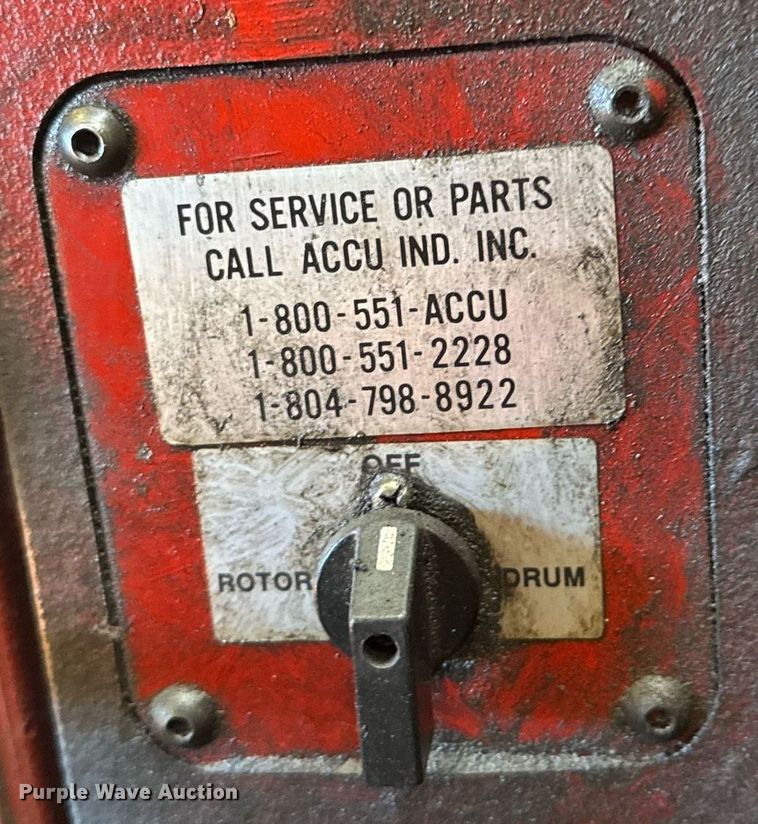 FOR SERVICE OR PARTS
CALL ACCU IND. INC.
1-800-551-ACCU
1-800-551-2228
1-804-798-8922
OFF
ROTOR DRUM
Purple Wave Auction